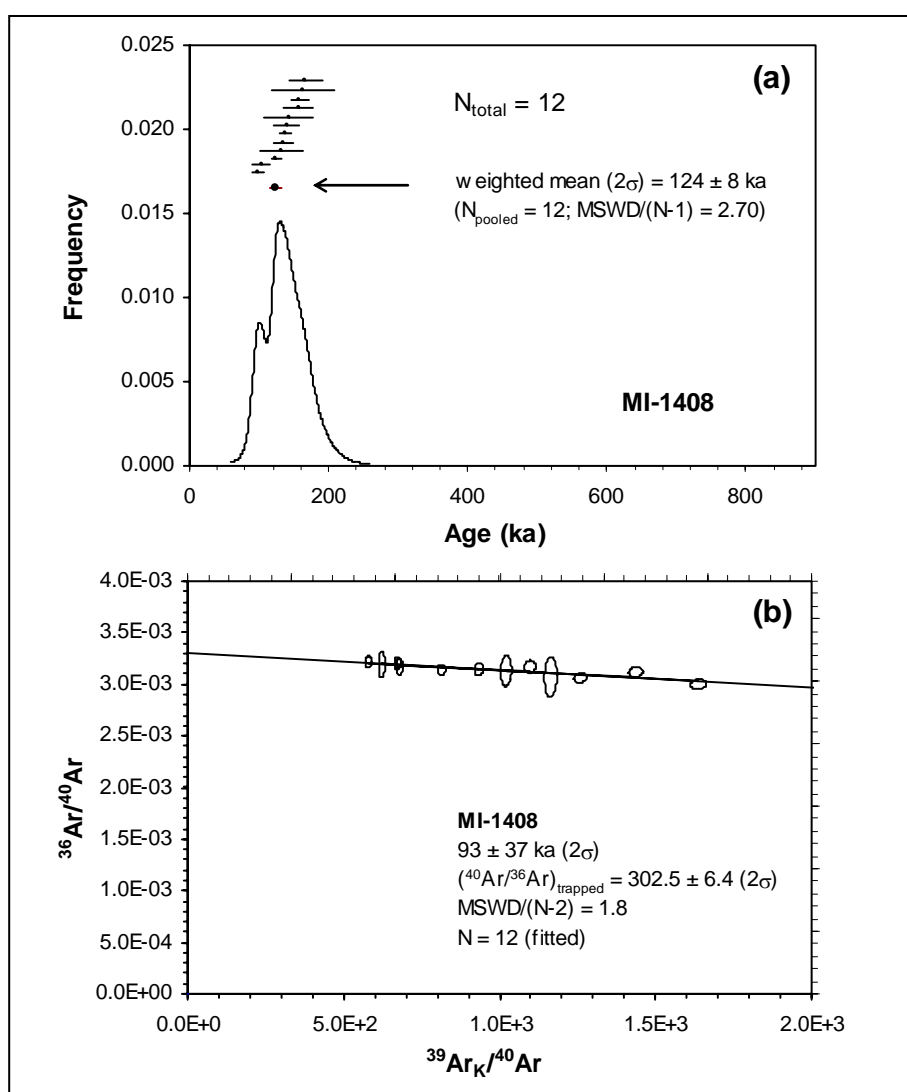 (a)
0.025
0.020
0.015
0.010
0.005
0.000
Frequency
N_total = 12
weighted mean (2σ) = 124 ± 8 ka
(N_pooled = 12; MSWD/(N-1) = 2.70)
MI-1408
0 200 400 600 800
Age (ka)
(b)
4.0E-03
3.5E-03
3.0E-03
2.5E-03
2.0E-03
1.5E-03
1.0E-03
5.0E-04
0.0E+00
³⁶Ar/⁴⁰Ar
MI-1408
93 ± 37 ka (2σ)
(⁴⁰Ar/³⁶Ar)_trapped = 302.5 ± 6.4 (2σ)
MSWD/(N-2) = 1.8
N = 12 (fitted)
0.0E+0 5.0E+2 1.0E+3 1.5E+3 2.0E+3
³⁹Ar_K/⁴⁰Ar